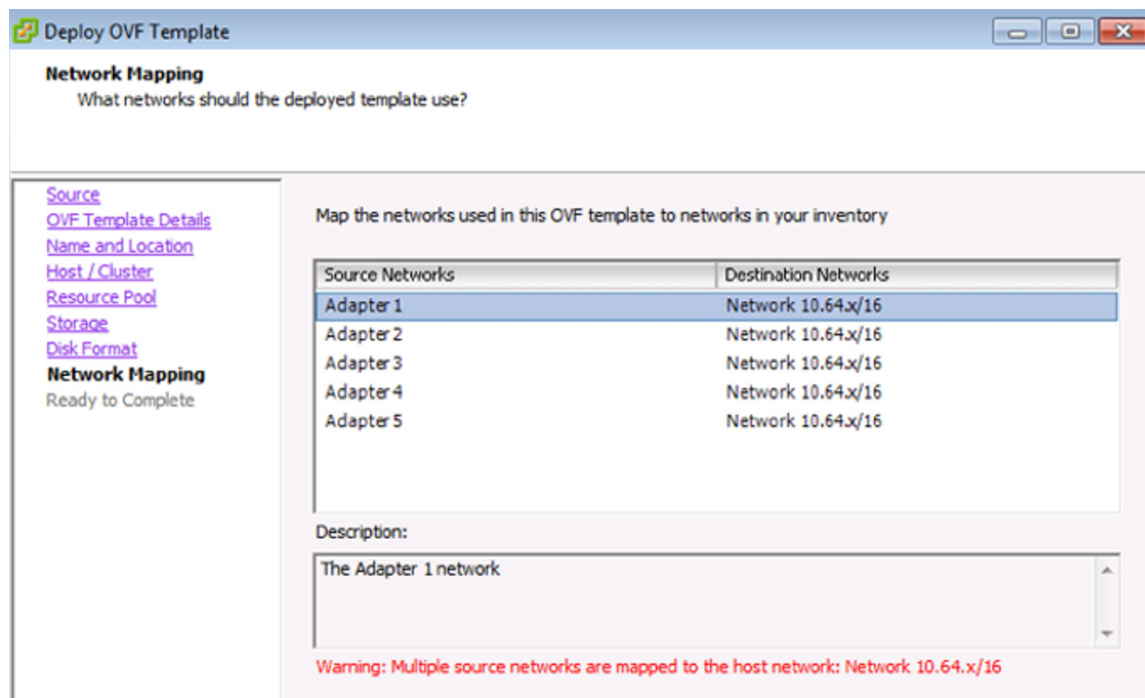 Deploy OVF Template
Network Mapping
What networks should the deployed template use?
Source
OVF Template Details
Name and Location
Host / Cluster
Resource Pool
Storage
Disk Format
Network Mapping
Ready to Complete
Map the networks used in this OVF template to networks in your inventory
Source Networks Destination Networks
Adapter 1 Network 10.64.x/16
Adapter 2 Network 10.64.x/16
Adapter 3 Network 10.64.x/16
Adapter 4 Network 10.64.x/16
Adapter 5 Network 10.64.x/16
Description:
The Adapter 1 network
Warning: Multiple source networks are mapped to the host network: Network 10.64.x/16